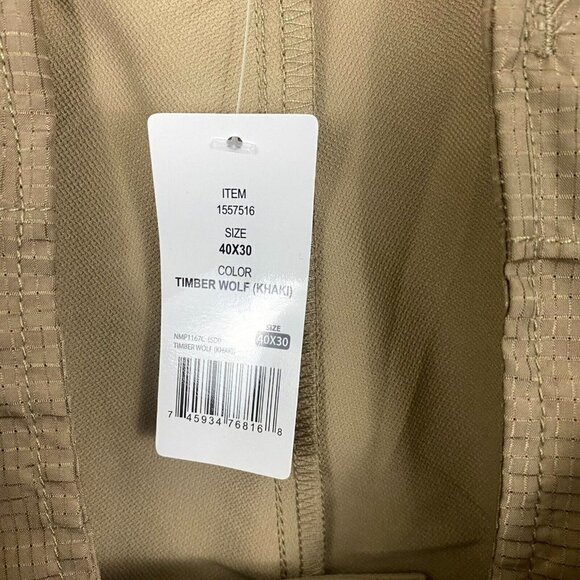 ITEM
1557516
SIZE
40X30
COLOR
TIMBER WOLF (KHAKI)
SIZE
40X30
TIMBER WOLF (KHAKI)
7 45934 76816 8